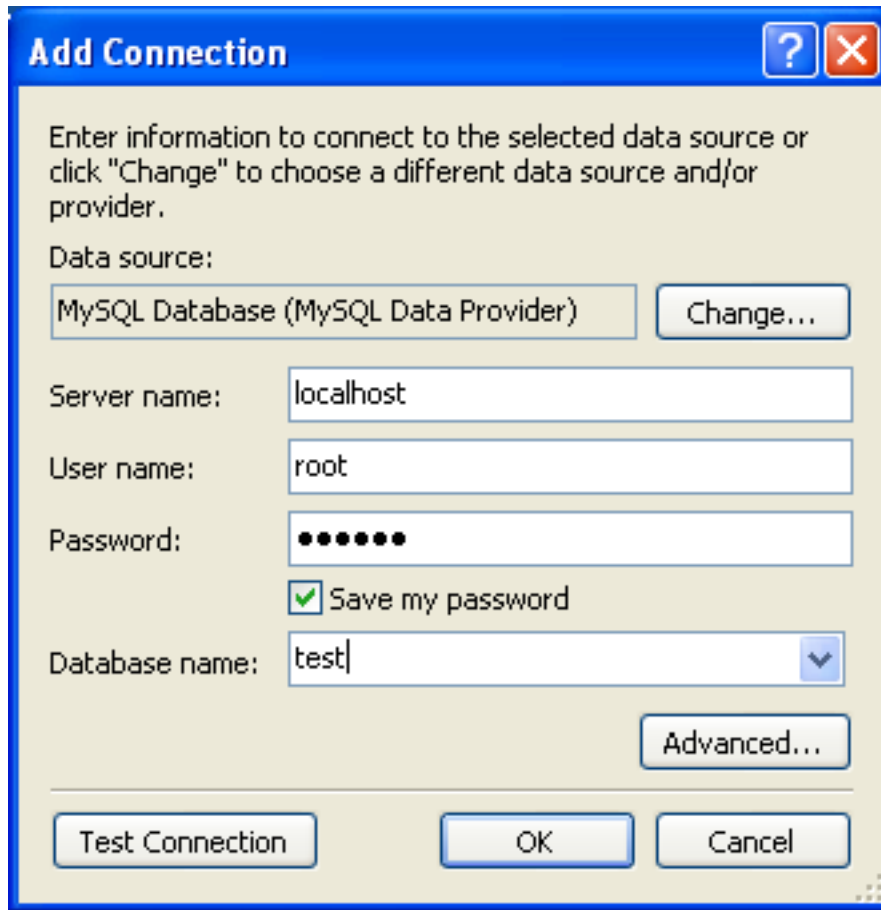 Add Connection
Enter information to connect to the selected data source or
click "Change" to choose a different data source and/or
provider.
Data source:
MySQL Database (MySQL Data Provider)
Change...
Server name:
localhost
User name:
root
Password:
••••••
Save my password
Database name:
test
Advanced...
Test Connection
OK
Cancel